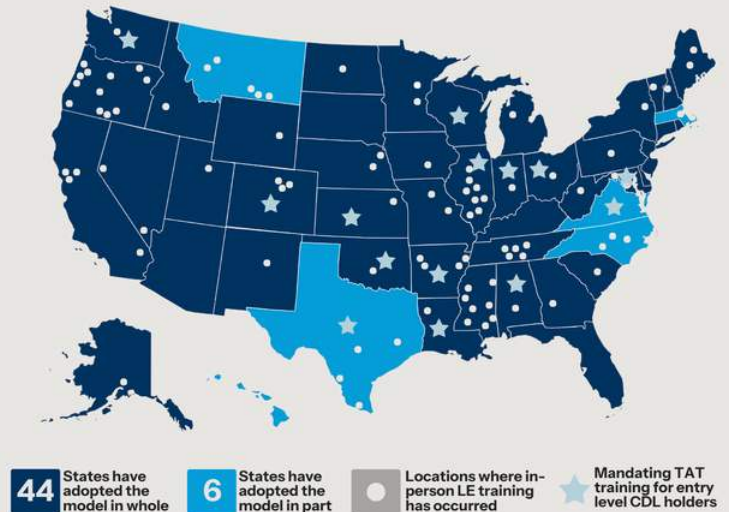 44
States have
adopted the
model in whole
6
States have
adopted the
model in part
Locations where in-
person LE training
has occurred
Mandating TAT
training for entry
level CDL holders